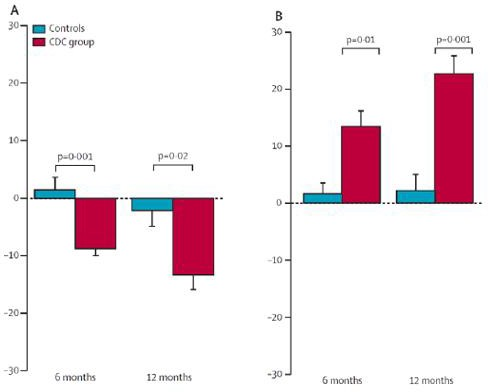 A
30
20
10
0
−10
−20
−30
Controls
CDC group
p=0·001
p=0·02
6 months
12 months
B
30
20
10
0
−10
−20
−30
p=0·01
p=0·001
6 months
12 months